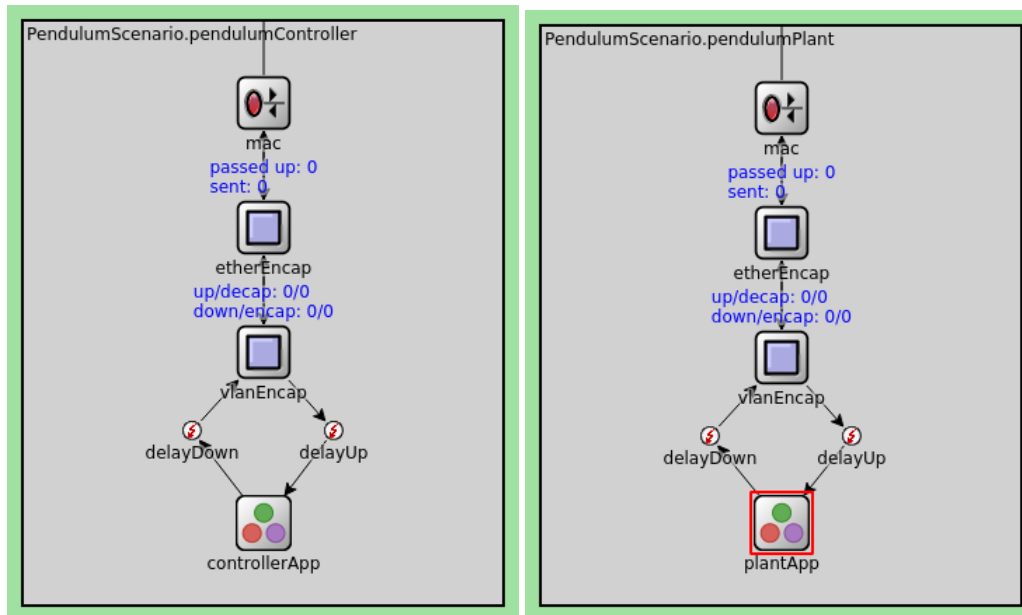 PendulumScenario.pendulumController
mac
passed up: 0
sent: 0
etherEncap
up/decap: 0/0
down/encap: 0/0
vlanEncap
delayDown
delayUp
controllerApp
PendulumScenario.pendulumPlant
mac
passed up: 0
sent: 0
etherEncap
up/decap: 0/0
down/encap: 0/0
vlanEncap
delayDown
delayUp
plantApp